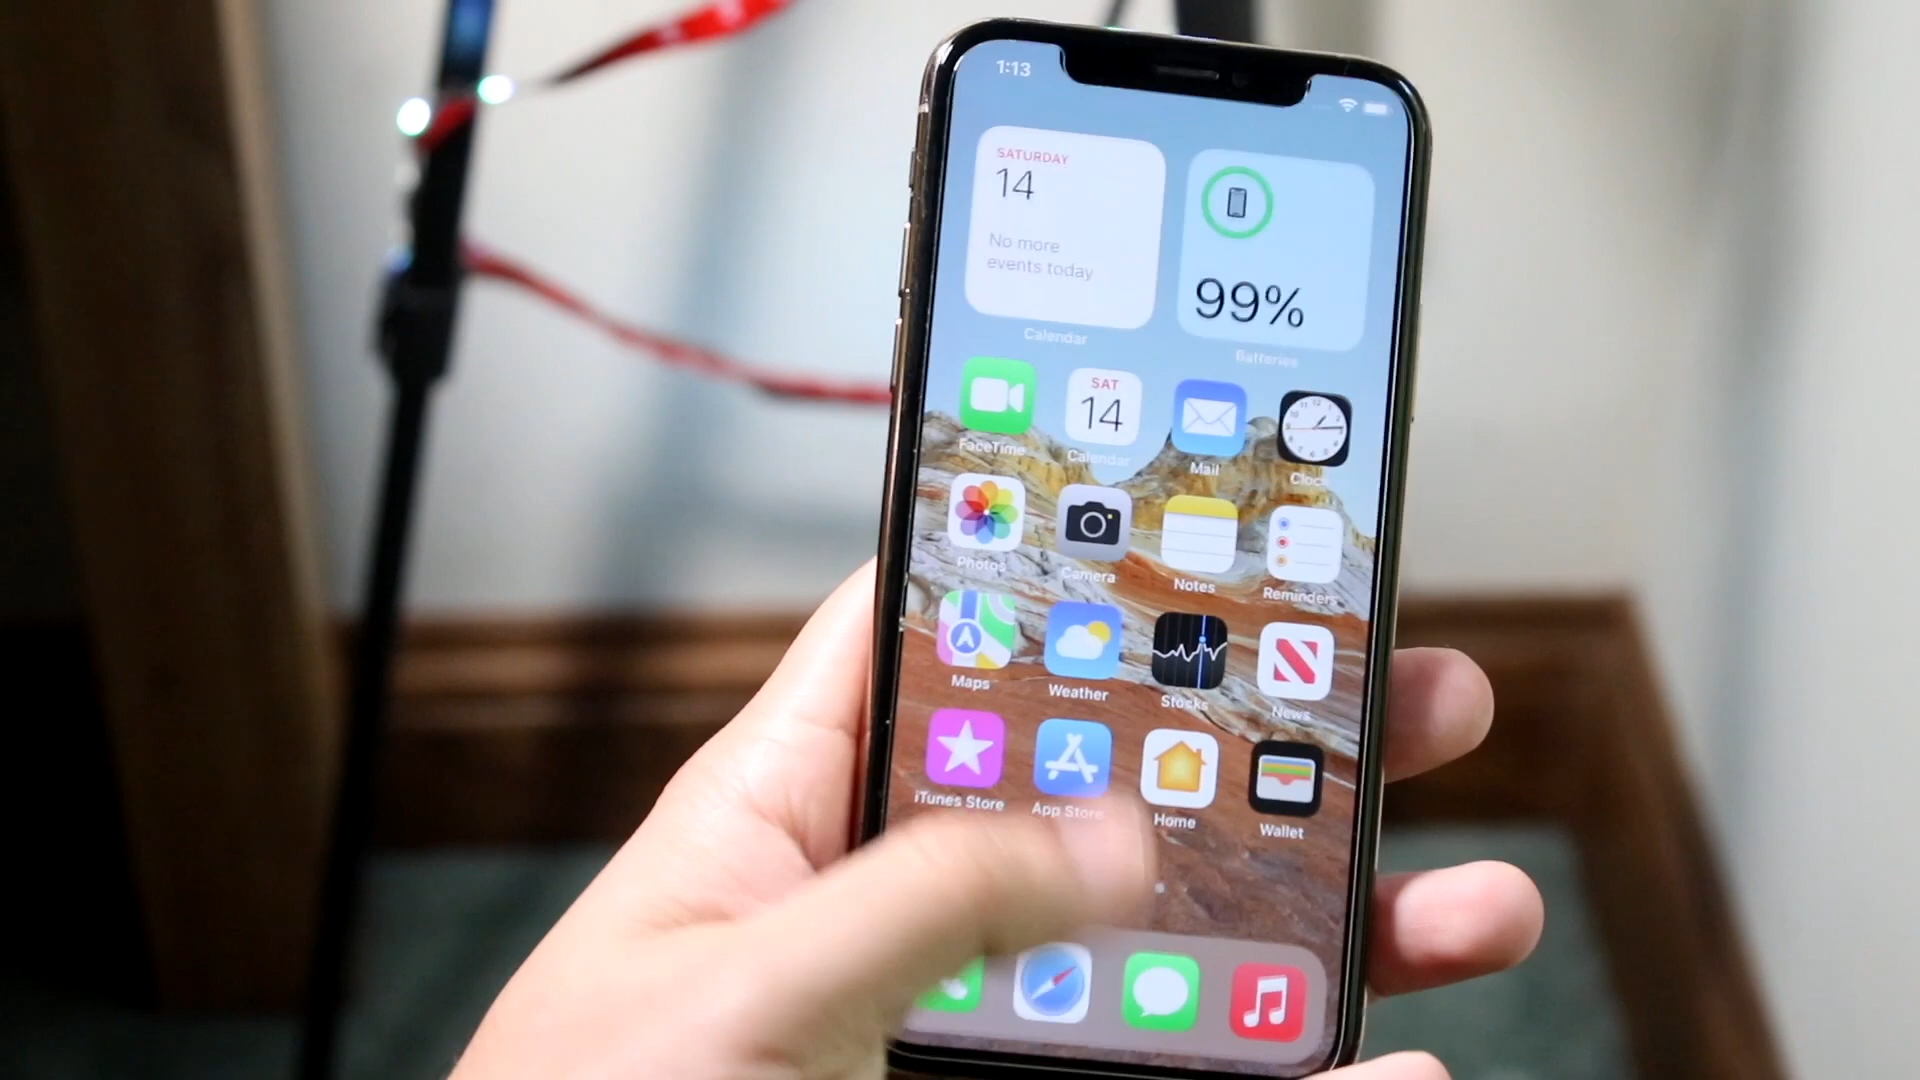 1:13
SATURDAY
14
No more
events today
99%
Calendar
Batteries
FaceTime
SAT
14
Calendar
Mail
Clock
Photos
Camera
Notes
Reminders
Maps
Weather
Stocks
News
iTunes Store
App Store
Home
Wallet